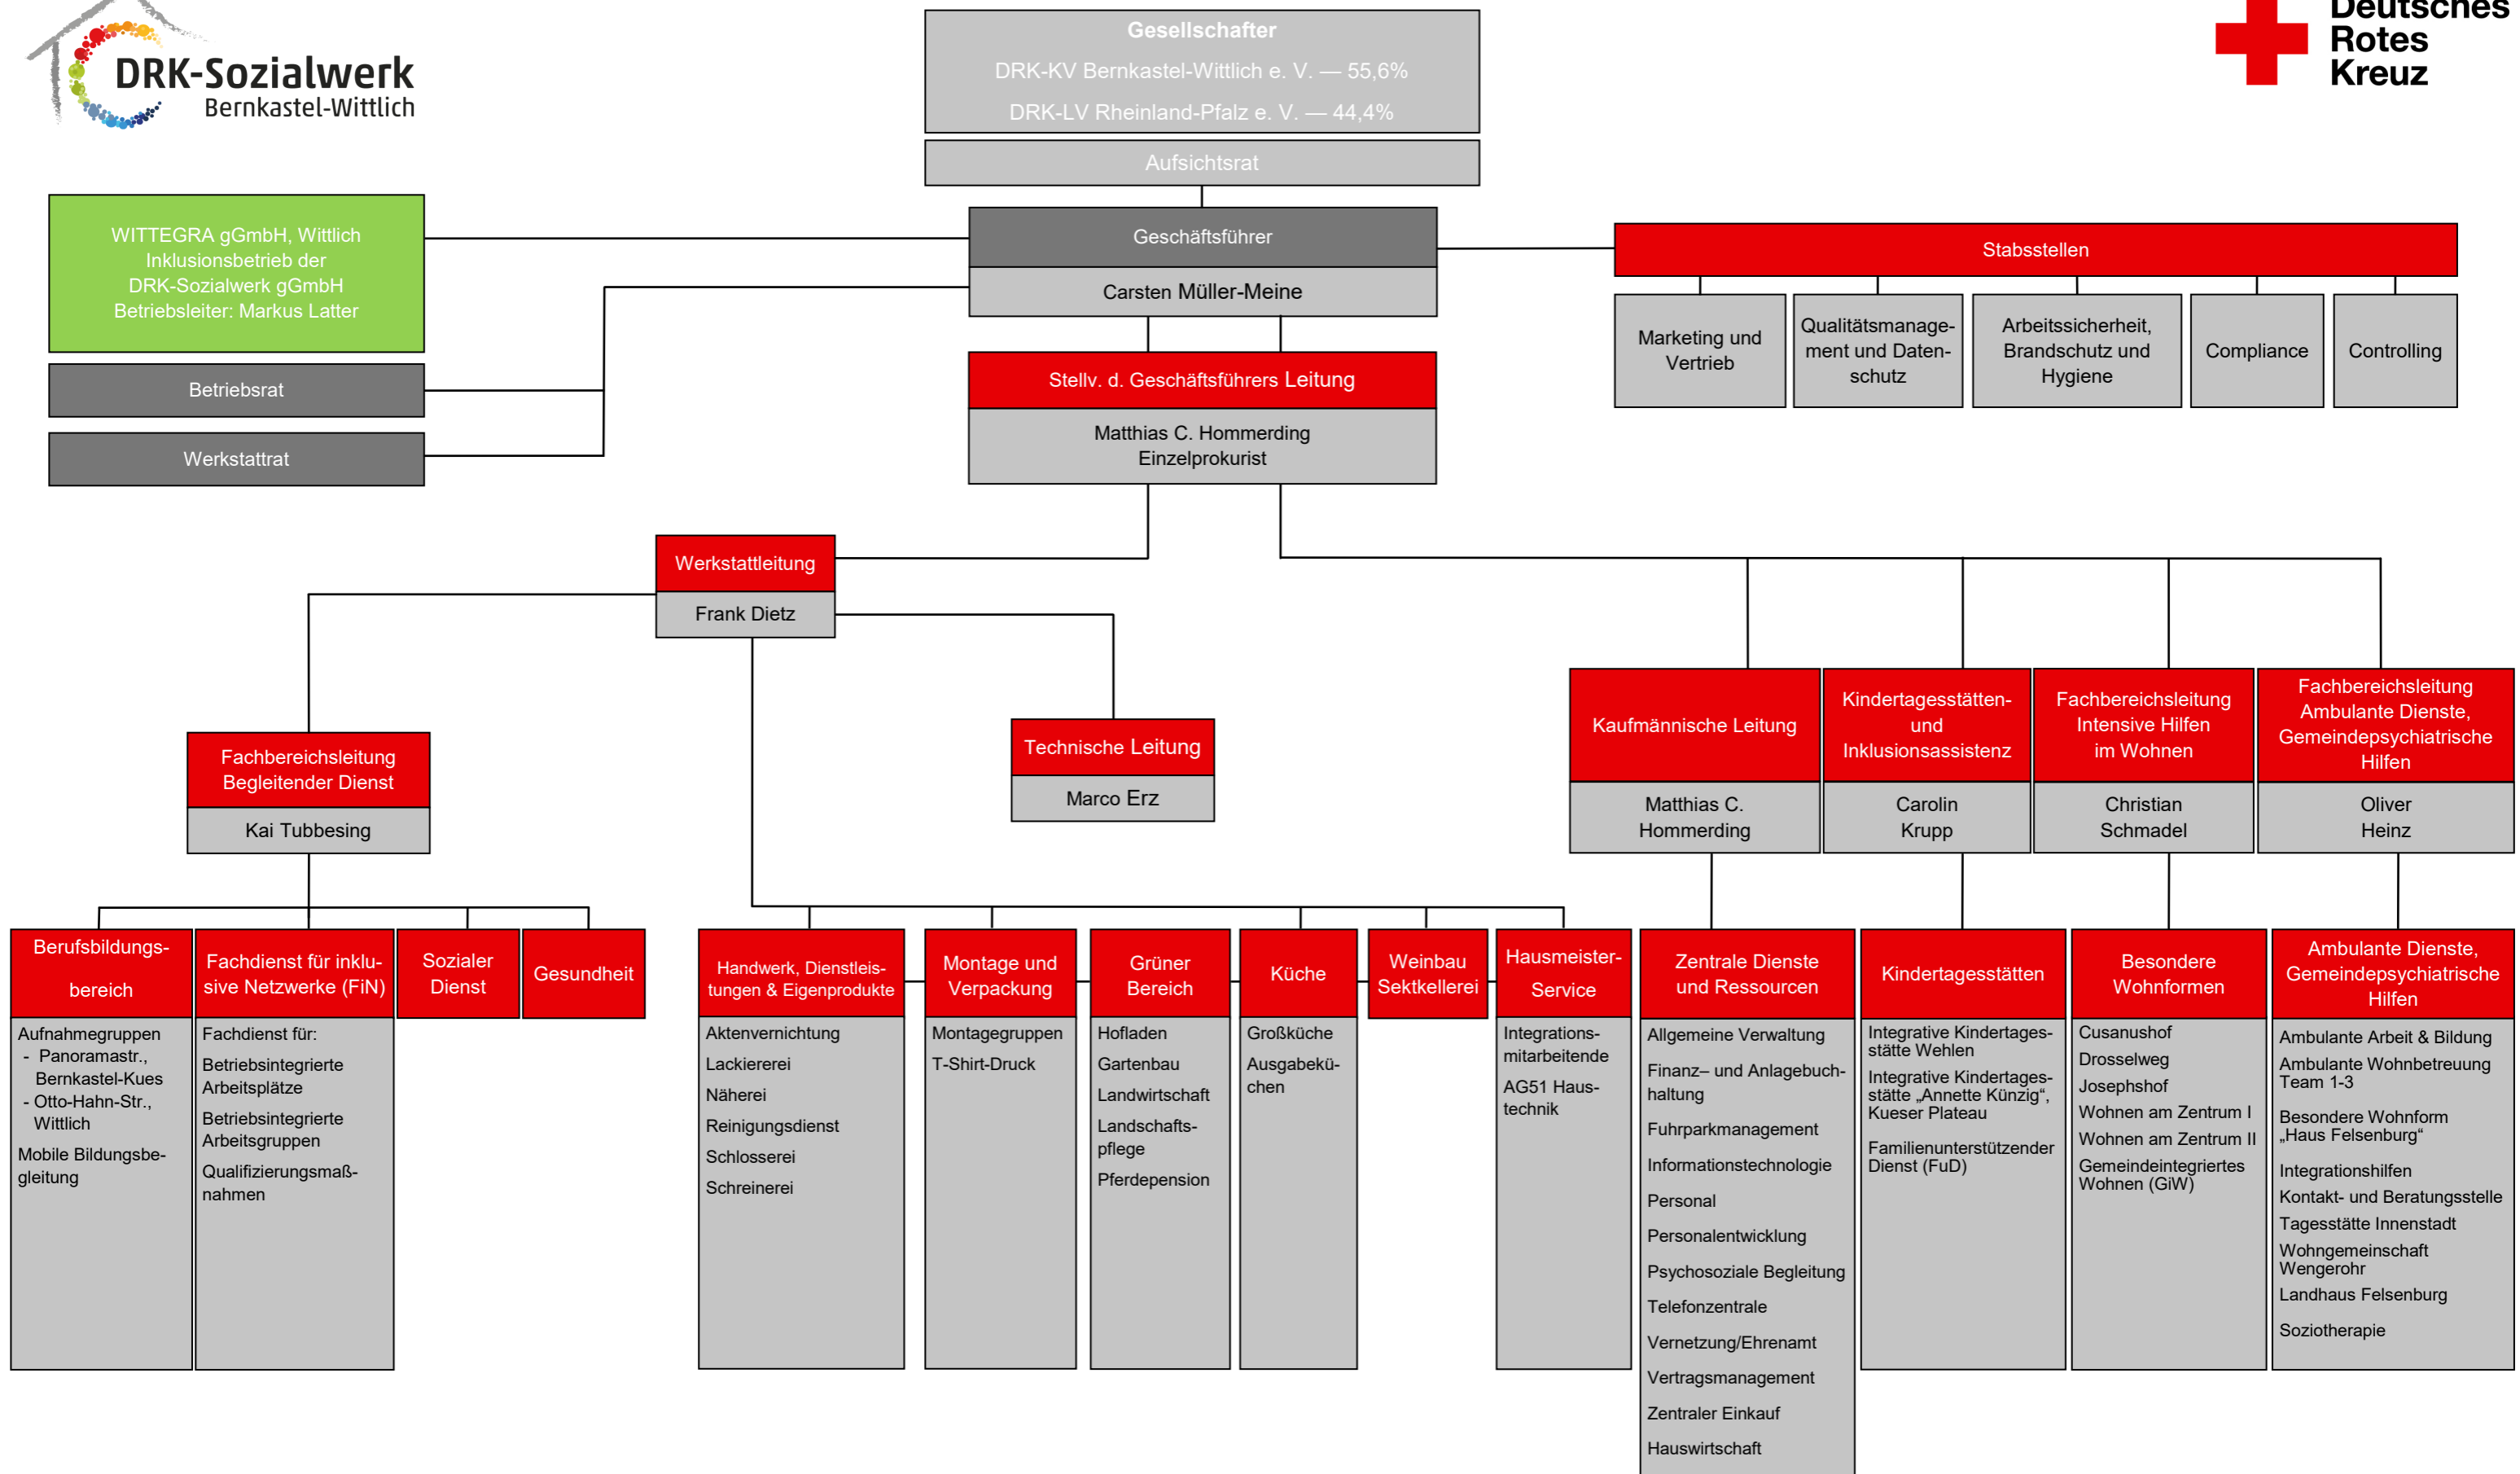 DRK-Sozialwerk
Bernkastel-Wittlich
Gesellschafter
DRK-KV Bernkastel-Wittlich e. V. — 55,6%
DRK-LV Rheinland-Pfalz e. V. — 44,4%
Aufsichtsrat
Deutsches
Rotes
Kreuz
WITTEGRA gGmbH, Wittlich
Inklusionsbetrieb der
DRK-Sozialwerk gGmbH
Betriebsleiter: Markus Latter
Betriebsrat
Werkstattrat
Geschäftsführer
Carsten Müller-Meine
Stellv. d. Geschäftsführers Leitung
Matthias C. Hommerding
Einzelprokurist
Stabsstellen
Marketing und
Vertrieb
Qualitätsmanage-
ment und Daten-
schutz
Arbeitssicherheit,
Brandschutz und
Hygiene
Compliance
Controlling
Werkstattleitung
Frank Dietz
Fachbereichsleitung
Begleitender Dienst
Kai Tubbesing
Technische Leitung
Marco Erz
Kaufmännische Leitung
Matthias C.
Hommerding
Kindertagesstätten-
und
Inklusionsassistenz
Carolin
Krupp
Fachbereichsleitung
Intensive Hilfen
im Wohnen
Christian
Schmadel
Fachbereichsleitung
Ambulante Dienste,
Gemeindepsychiatrische
Hilfen
Oliver
Heinz
Berufsbildungs-
bereich
Aufnahmegruppen
- Panoramastr.,
Bernkastel-Kues
- Otto-Hahn-Str.,
Wittlich
Mobile Bildungsbe-
gleitung
Fachdienst für inklu-
sive Netzwerke (FiN)
Fachdienst für:
Betriebsintegrierte
Arbeitsplätze
Betriebsintegrierte
Arbeitsgruppen
Qualifizierungsmaß-
nahmen
Sozialer
Dienst
Gesundheit
Handwerk, Dienstleis-
tungen & Eigenprodukte
Aktenvernichtung
Lackiererei
Näherei
Reinigungsdienst
Schlosserei
Schreinerei
Montage und
Verpackung
Montagegruppen
T-Shirt-Druck
Grüner
Bereich
Hofladen
Gartenbau
Landwirtschaft
Landschafts-
pflege
Pferdepension
Küche
Großküche
Ausgabekü-
chen
Weinbau
Sektkellerei
Hausmeister-
Service
Integrations-
mitarbeitende
AG51 Haus-
technik
Zentrale Dienste
und Ressourcen
Allgemeine Verwaltung
Finanz– und Anlagebuch-
haltung
Fuhrparkmanagement
Informationstechnologie
Personal
Personalentwicklung
Psychosoziale Begleitung
Telefonzentrale
Vernetzung/Ehrenamt
Vertragsmanagement
Zentraler Einkauf
Hauswirtschaft
Kindertagesstätten
Integrative Kindertages-
stätte Wehlen
Integrative Kindertages-
stätte „Annette Künzig“,
Kueser Plateau
Familienunterstützender
Dienst (FuD)
Besondere
Wohnformen
Cusanushof
Drosselweg
Josephshof
Wohnen am Zentrum I
Wohnen am Zentrum II
Gemeindeintegriertes
Wohnen (GiW)
Ambulante Dienste,
Gemeindepsychiatrische
Hilfen
Ambulante Arbeit & Bildung
Ambulante Wohnbetreuung
Team 1-3
Besondere Wohnform
„Haus Felsenburg“
Integrationshilfen
Kontakt- und Beratungsstelle
Tagesstätte Innenstadt
Wohngemeinschaft
Wengerohr
Landhaus Felsenburg
Soziotherapie